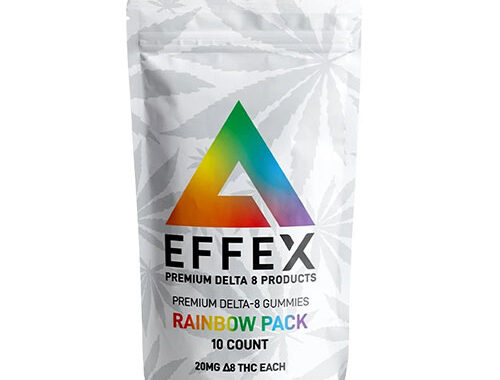 EFFEX
PREMIUM DELTA 8 PRODUCTS
PREMIUM DELTA-8 GUMMIES
RAINBOW PACK
10 COUNT
20MG Δ8 THC EACH